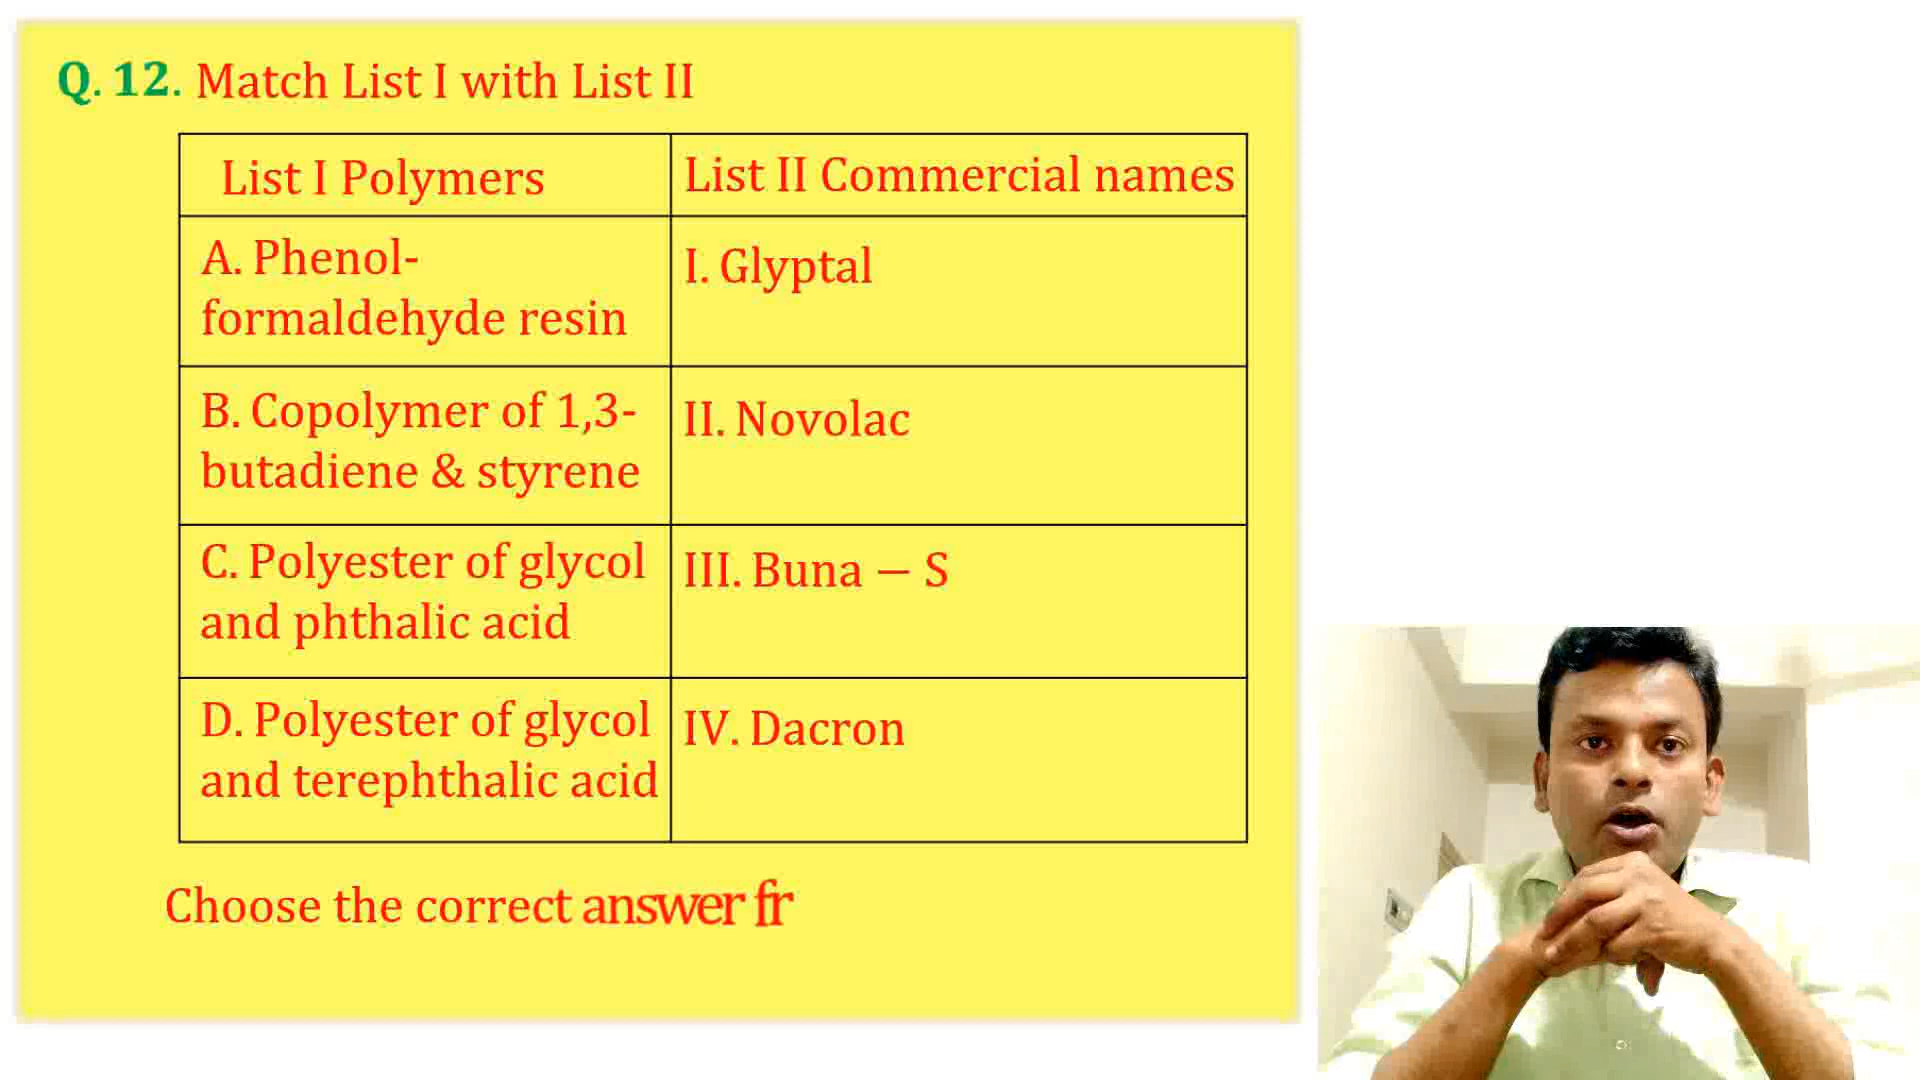 Q. 12. Match List I with List II
List I Polymers
List II Commercial names
A. Phenol-
formaldehyde resin
I. Glyptal
B. Copolymer of 1,3-
butadiene & styrene
II. Novolac
C. Polyester of glycol
and phthalic acid
III. Buna – S
D. Polyester of glycol
and terephthalic acid
IV. Dacron
Choose the correct answer fr